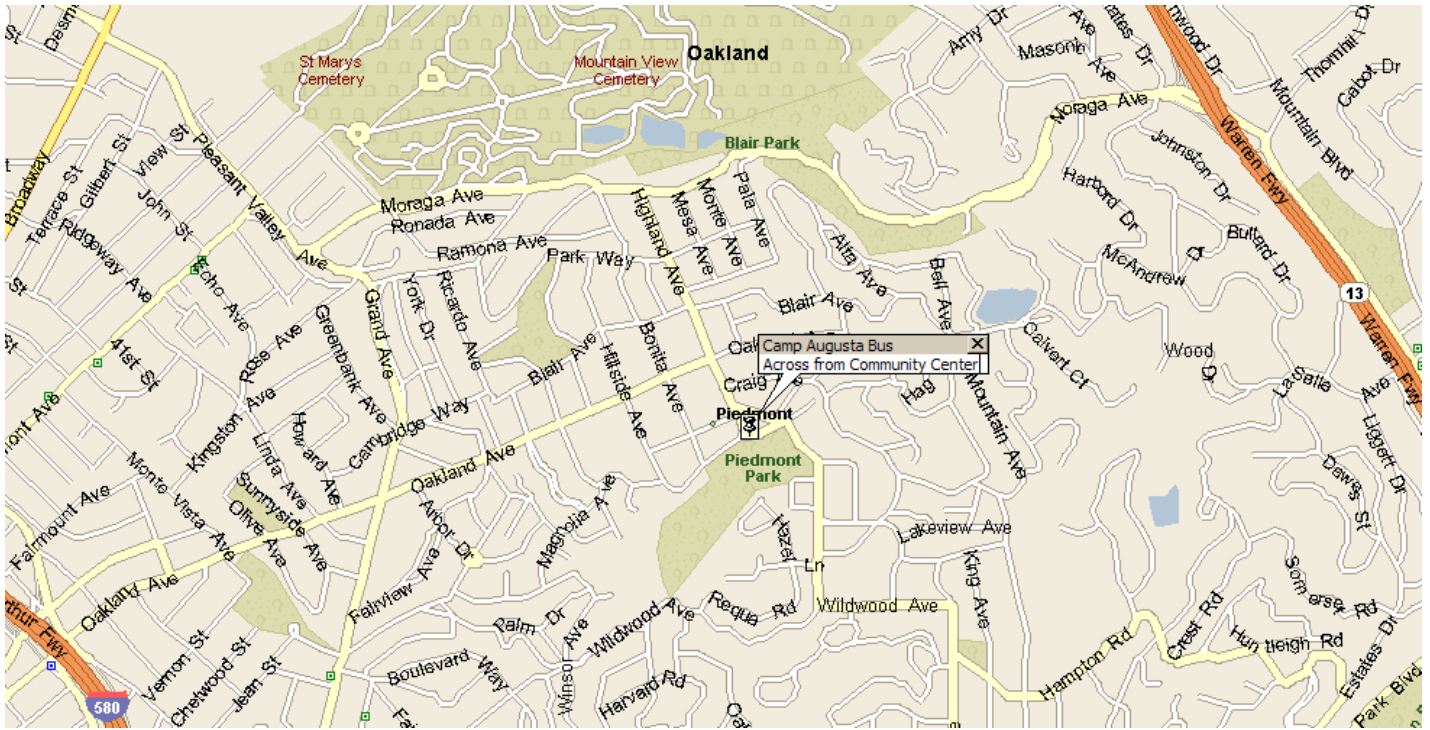 Oakland
St Marys
Cemetery
Mountain View
Cemetery
Amy Dr
Masonh Ave
Thornhill Dr
Cabot Dr
Mountain Blvd
Warren Fwy
Moraga Ave
Johnston Dr
Harbord Dr
Bullard Dr
McAngrew Ct
13
Warren Fwy
Blair Park
Broadway
Terrace St
Gilbert St
View St
John St
Ridgeway Ave
Pleasant Valley Ave
Moraga Ave
Ronada Ave
Ramona Ave
Park Way
Highland Ave
Mesa Ave
Monte Ave
Pala Ave
Alta Ave
Bell Ave
Blair Ave
Echo Ave
41st St
Rose Ave
Greenbank Ave
Grand Ave
York Dr
Ricardo Ave
Blair Ave
Hillside Ave
Bonita Ave
Camp Augusta Bus
Across from Community Center
Craig
Hag
Mountain Ave
Calvert Ct
Wood Dr
LaSalle Ave
Liggett Dr
Dawes St
Piedmont
Piedmont
Park
Kingston Ave
Linda Ave
Howard Ave
Cambridge Way
Oakland Ave
Monte Vista Ave
Sunnyside Ave
Olive Ave
Fairmount Ave
Arbor Dr
Magnolia Ave
Hazel Ln
Lakeview Ave
King Ave
Oakland Ave
Fairview Ave
Palm Dr
Winsor Ave
Wildwood Ave
Requa Rd
Wildwood Ave
Hampton Rd
Crest Rd
Somerset Rd
Huntleigh Rd
Estates Dr
Park Blvd
rthur Fwy
580
Vernon St
Chetwood St
Jean St
Boulevard Way
Harvard Rd